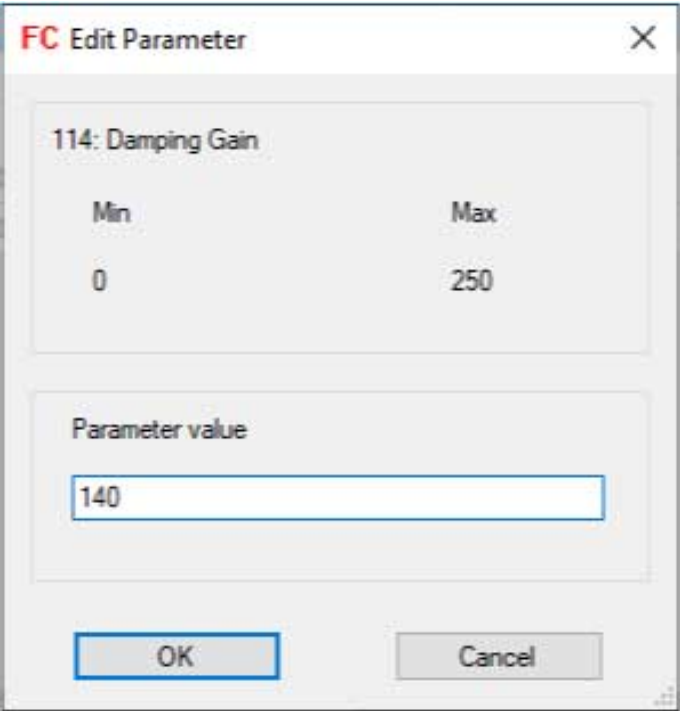 FC Edit Parameter
114: Damping Gain
Min Max
0 250
Parameter value
140
OK Cancel